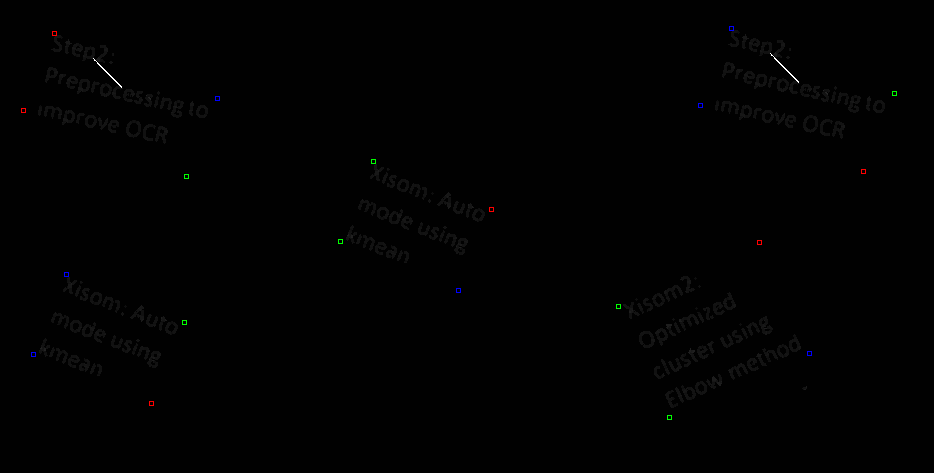 Step2:
Preprocessing to
improve OCR
Step2:
Preprocessing to
improve OCR
Xisom: Auto
mode using
kmean
Xisom: Auto
mode using
kmean
Xisom2:
Optimized
cluster using
Elbow method